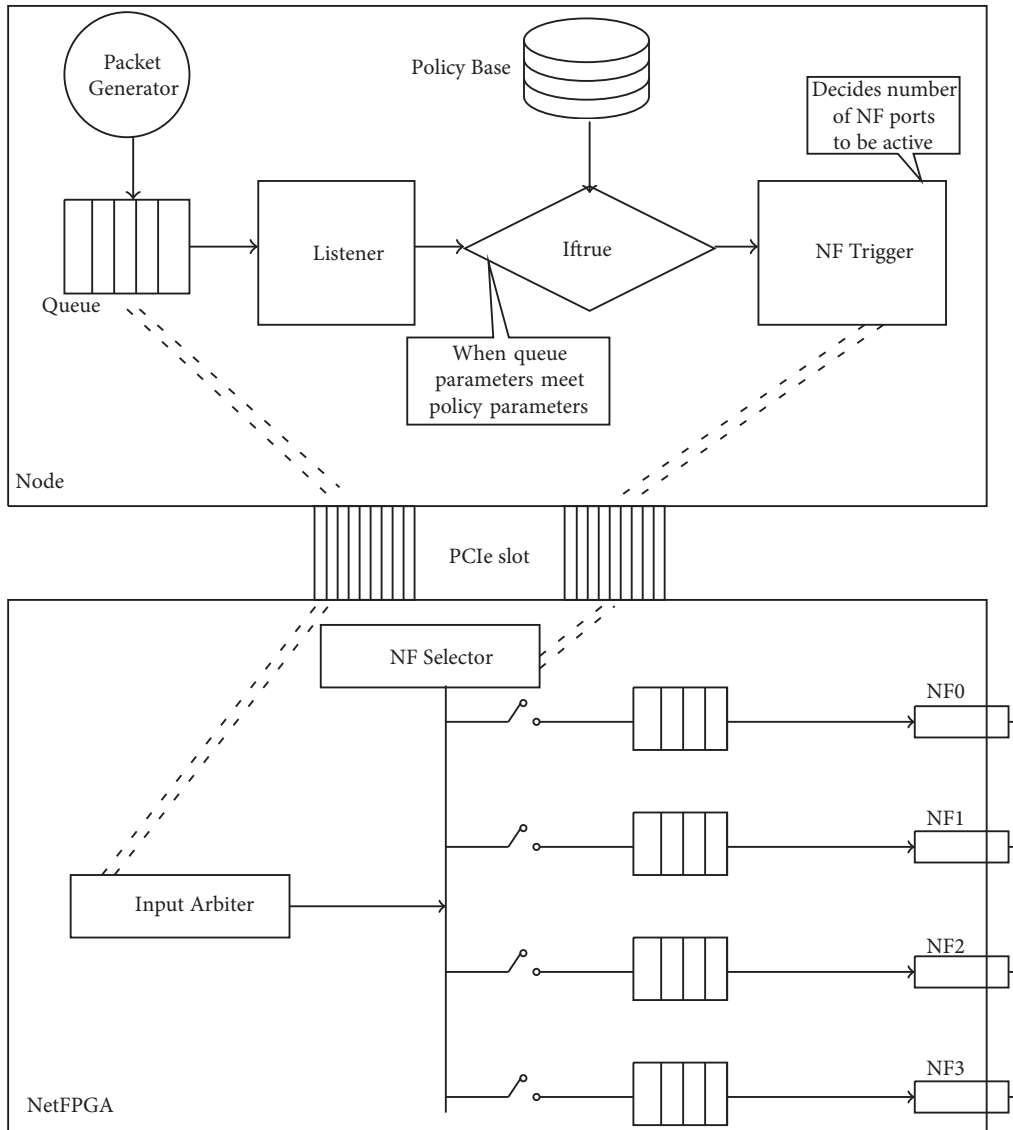 Packet
Generator
Policy Base
Decides number
of NF ports
to be active
Queue
Listener
Iftrue
NF Trigger
When queue
parameters meet
policy parameters
Node
PCIe slot
NF Selector
NF0
NF1
Input Arbiter
NF2
NF3
NetFPGA